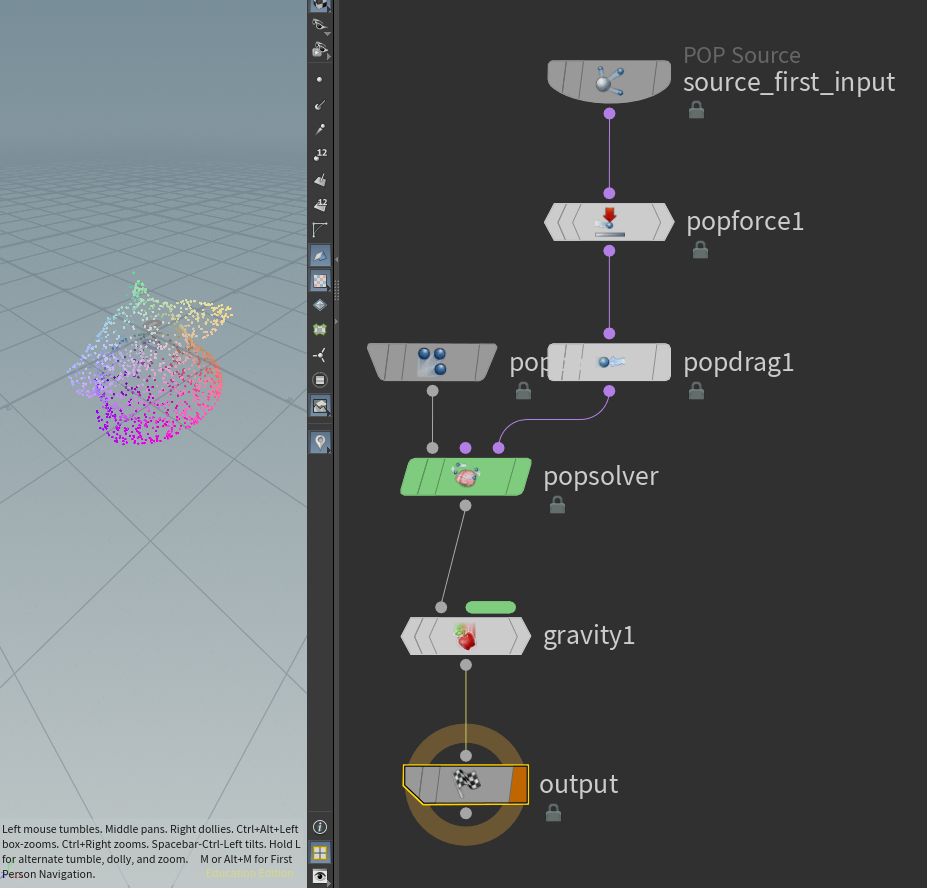 POP Source
source_first_input
popforce1
pop
popdrag1
popsolver
gravity1
output
12
12
Left mouse tumbles. Middle pans. Right dollies. Ctrl+Alt+Left
box-zooms. Ctrl+Right zooms. Spacebar-Ctrl-Left tilts. Hold L
for alternate tumble, dolly, and zoom. M or Alt+M for First
Person Navigation.
Education Edition